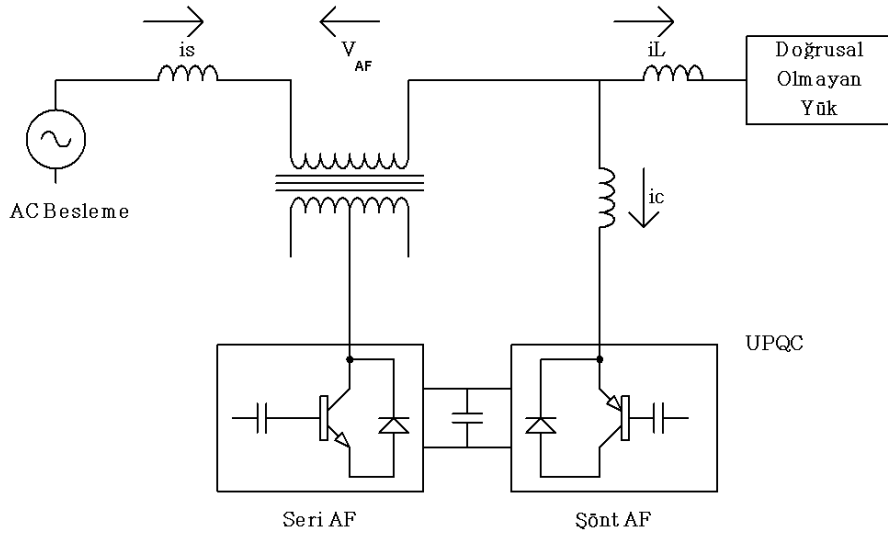 is
V
AF
iL
Doğrusal
Olmayan
Yük
AC Besleme
ic
UPQC
Seri AF
Şönt AF